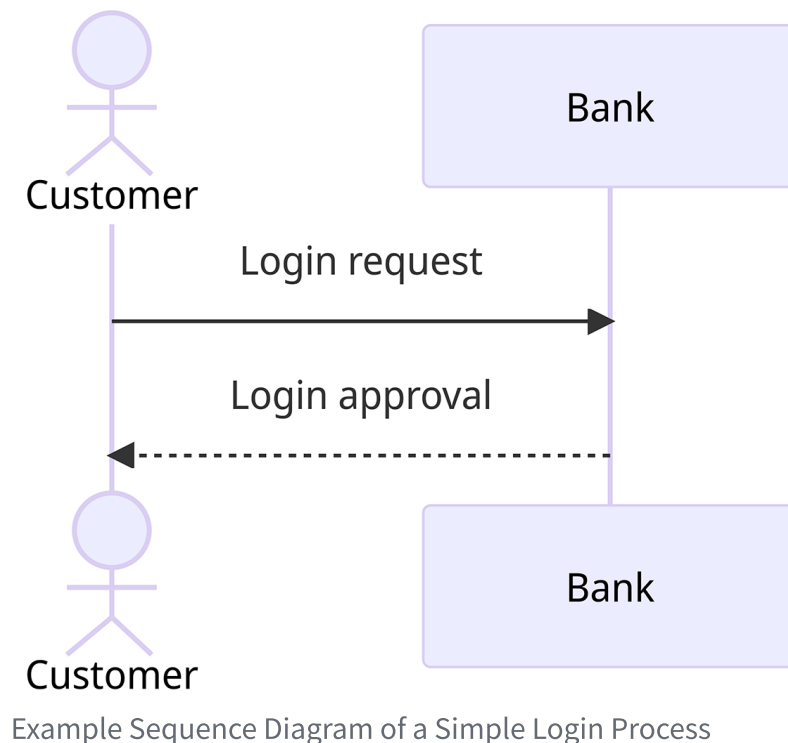 Customer
Bank
Login request
Login approval
Customer
Bank
Example Sequence Diagram of a Simple Login Process